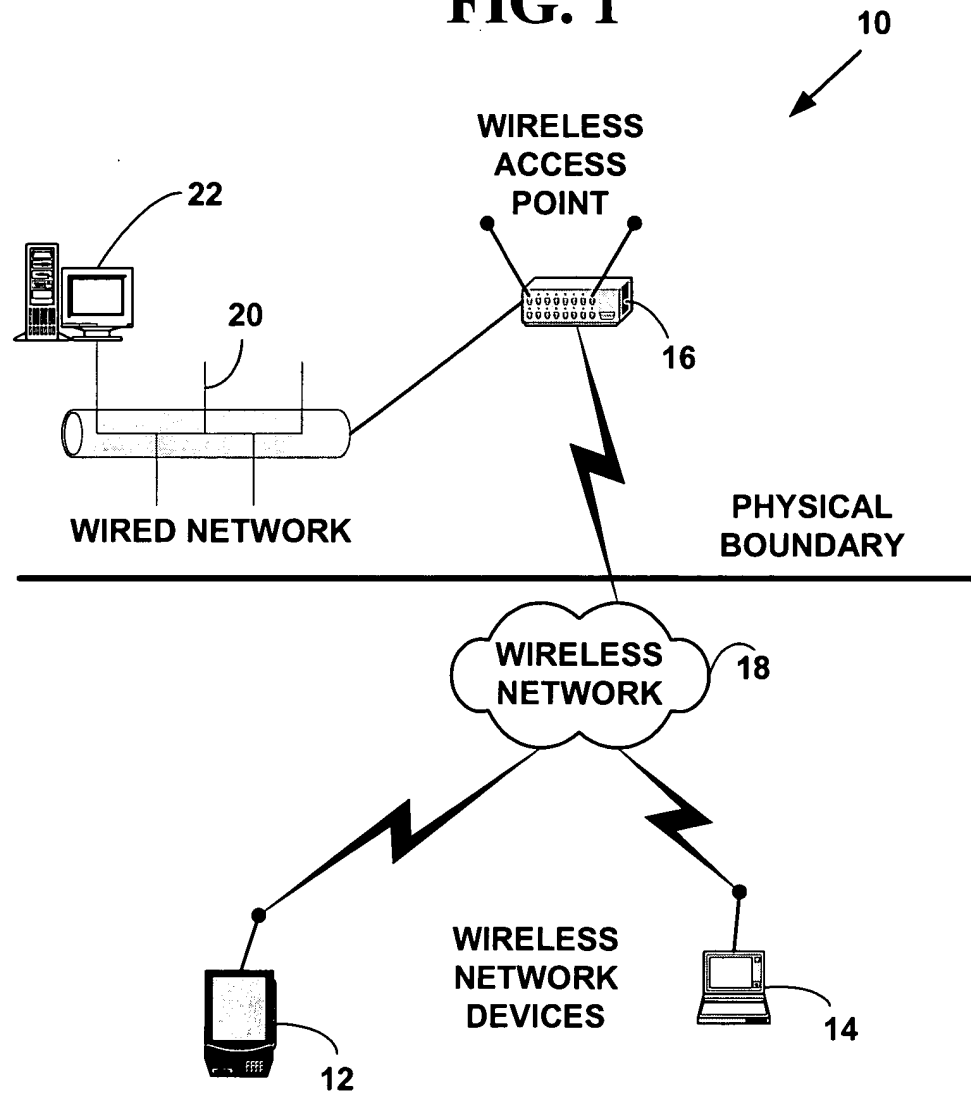 FIG. 1
10
WIRELESS
ACCESS
POINT
22
20
16
WIRED NETWORK
PHYSICAL
BOUNDARY
WIRELESS
NETWORK
18
WIRELESS
NETWORK
DEVICES
12
14